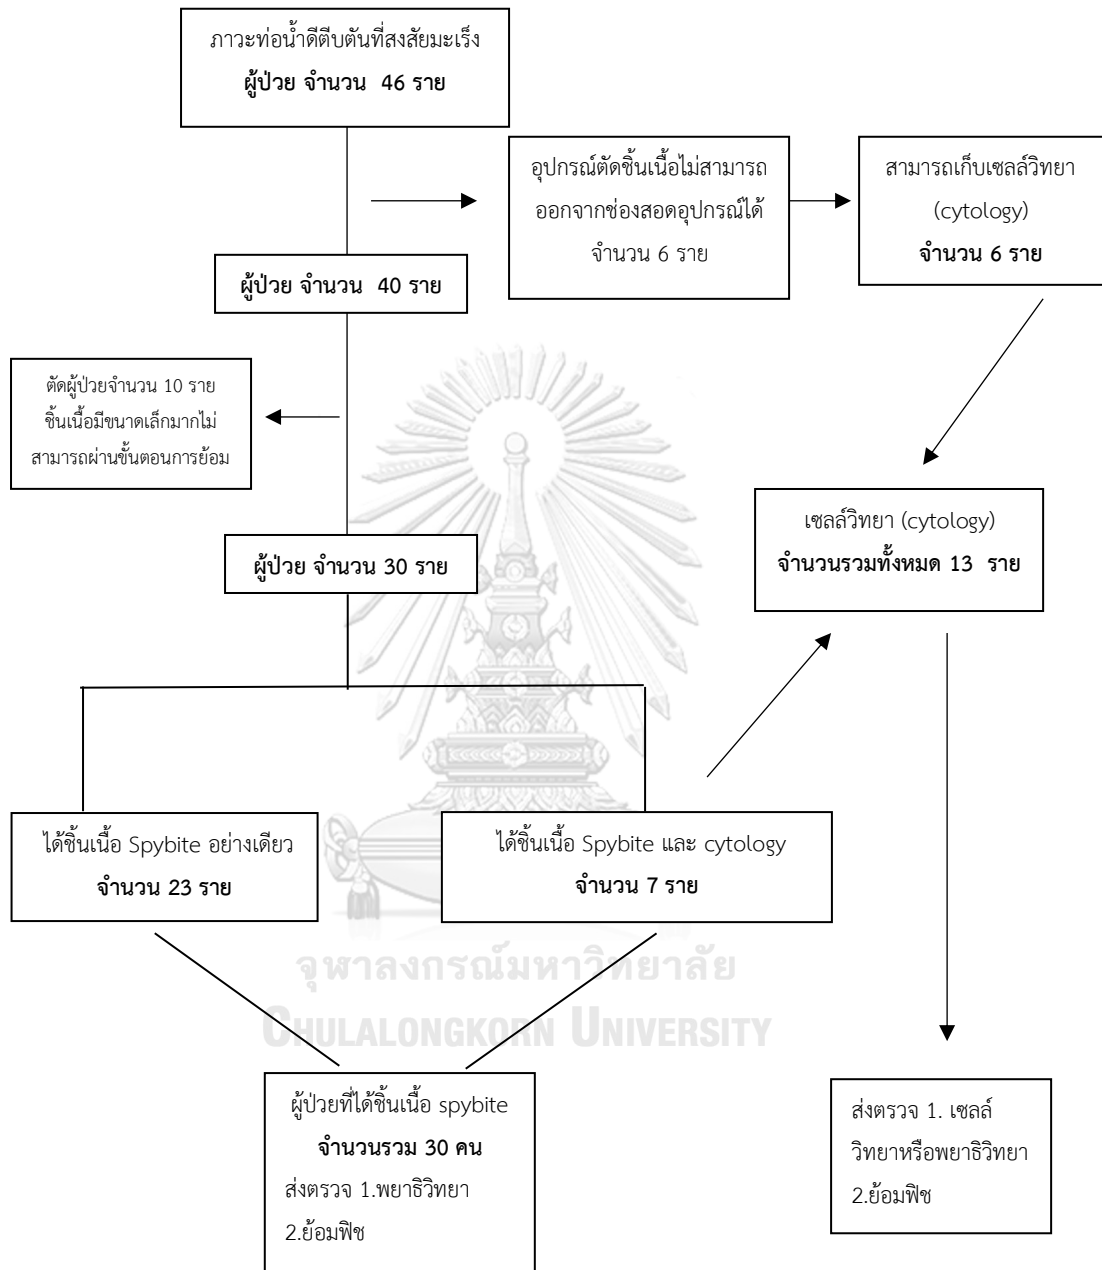 ภาวะท่อน้ำดีตีบตันที่สงสัยมะเร็ง
ผู้ป่วย จำนวน 46 ราย
อุปกรณ์ตัดชิ้นเนื้อไม่สามารถ
ออกจากช่องสอดอุปกรณ์ได้
จำนวน 6 ราย
สามารถเก็บเซลล์วิทยา
(cytology)
จำนวน 6 ราย
ผู้ป่วย จำนวน 40 ราย
ตัดผู้ป่วยจำนวน 10 ราย
ชิ้นเนื้อมีขนาดเล็กมากไม่
สามารถผ่านขั้นตอนการย้อม
เซลล์วิทยา (cytology)
จำนวนรวมทั้งหมด 13 ราย
ผู้ป่วย จำนวน 30 ราย
ได้ชิ้นเนื้อ Spybite อย่างเดียว
จำนวน 23 ราย
ได้ชิ้นเนื้อ Spybite และ cytology
จำนวน 7 ราย
จุฬาลงกรณ์มหาวิทยาลัย
CHULALONGKORN UNIVERSITY
ผู้ป่วยที่ได้ชิ้นเนื้อ spybite
จำนวนรวม 30 คน
ส่งตรวจ 1.พยาธิวิทยา
2.ย้อมฟิช
ส่งตรวจ 1. เซลล์
วิทยาหรือพยาธิวิทยา
2.ย้อมฟิช